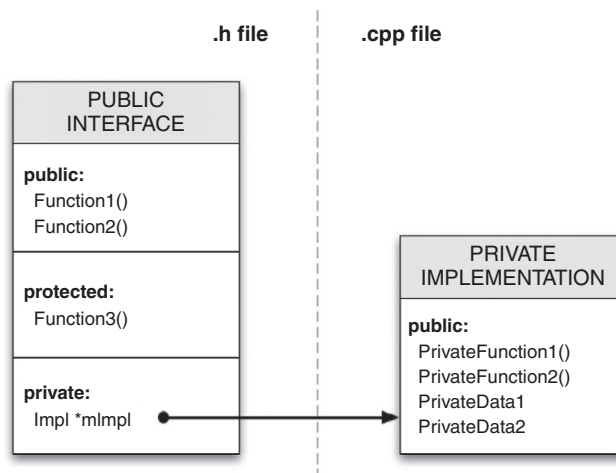 .h file
.cpp file
PUBLIC
INTERFACE
public:
Function1()
Function2()
protected:
Function3()
private:
Impl *mImpl
PRIVATE
IMPLEMENTATION
public:
PrivateFunction1()
PrivateFunction2()
PrivateData1
PrivateData2